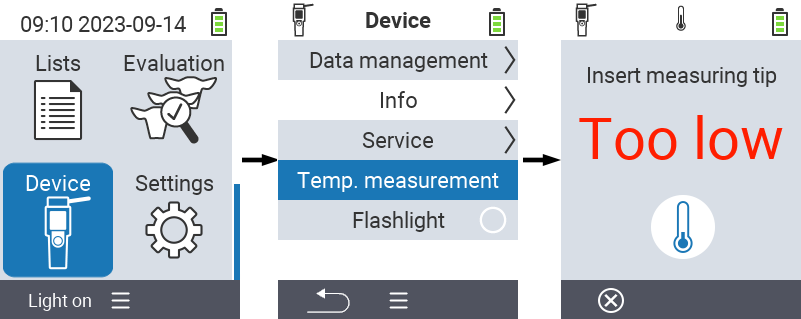 09:10 2023-09-14
Lists
Evaluation
Device
Settings
Light on
Device
Data management
Info
Service
Temp. measurement
Flashlight
Insert measuring tip
Too low